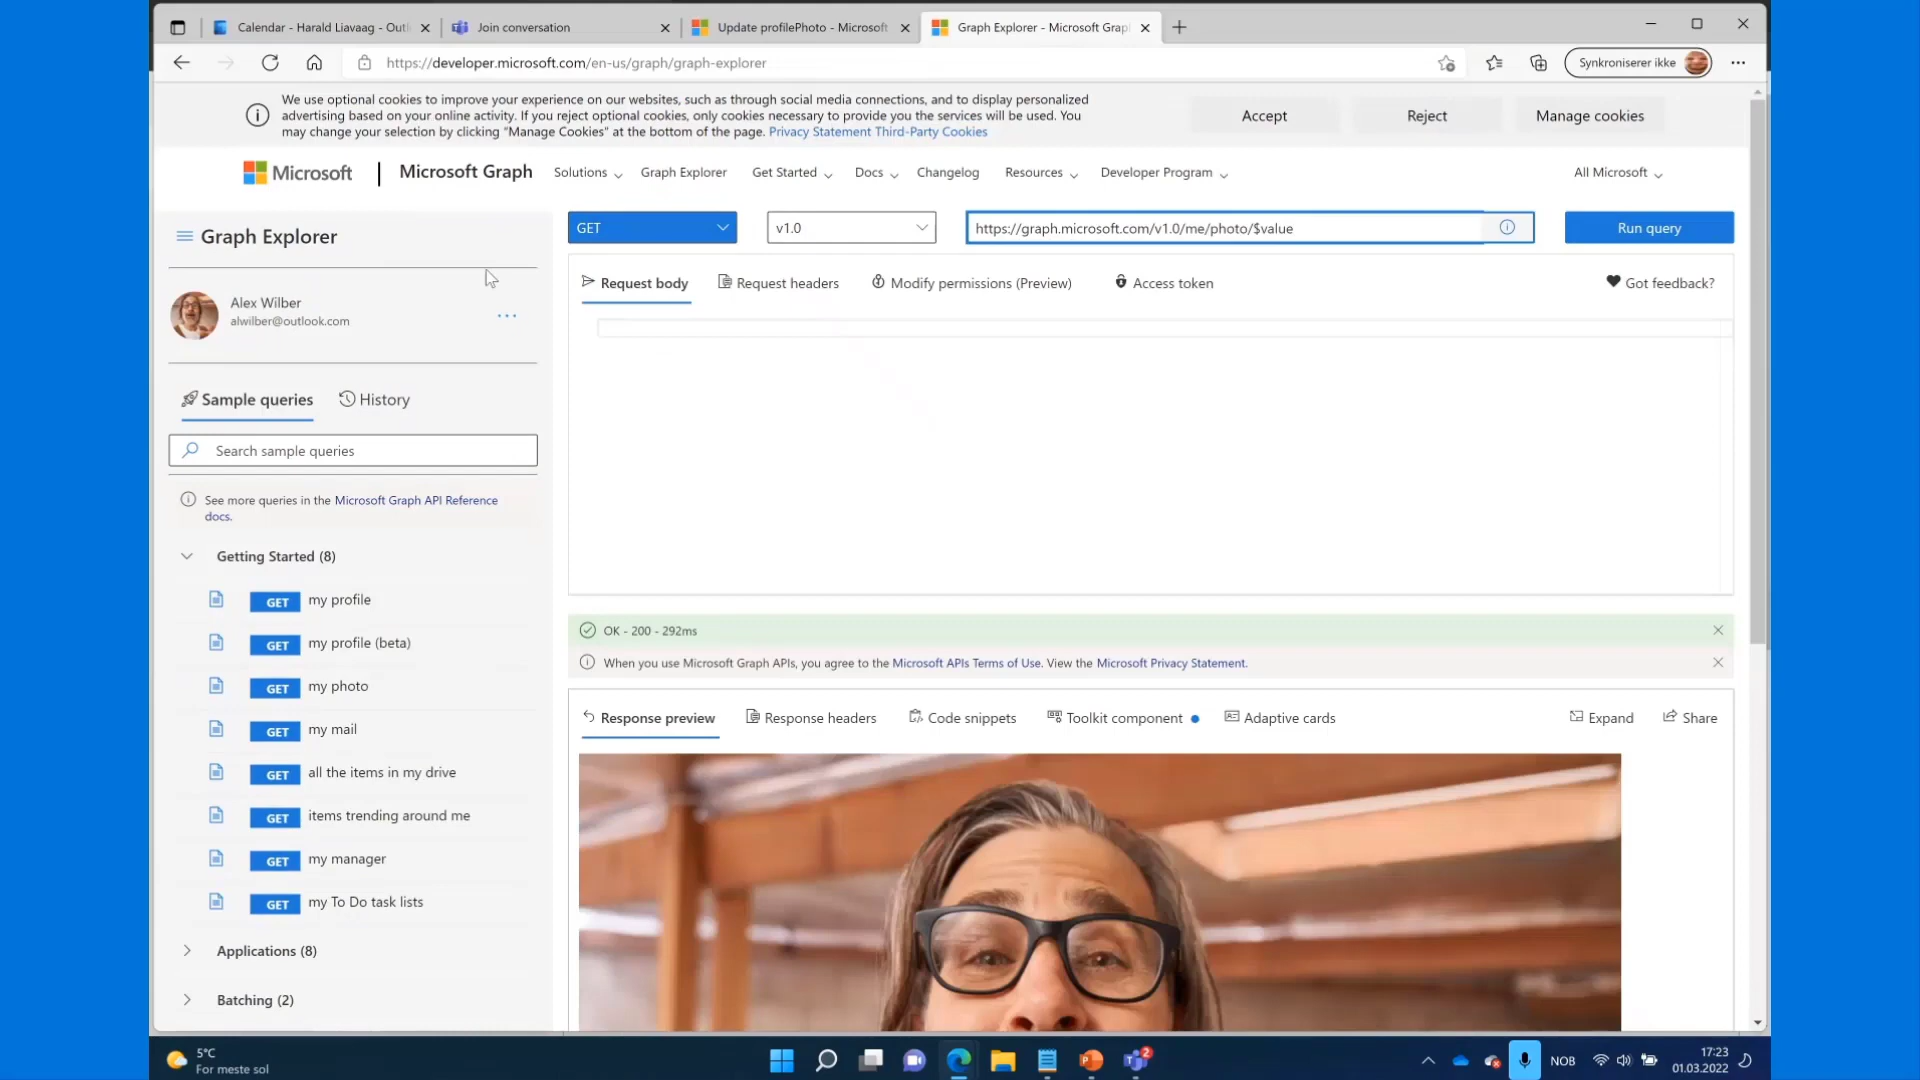 Calendar - Harald Liavaag - Outl
Join conversation
Update profilePhoto - Microsoft
Graph Explorer - Microsoft Grap
https://developer.microsoft.com/en-us/graph/graph-explorer
Synkroniserer ikke
We use optional cookies to improve your experience on our websites, such as through social media connections, and to display personalized
advertising based on your online activity. If you reject optional cookies, only cookies necessary to provide you the services will be used. You
may change your selection by clicking "Manage Cookies" at the bottom of the page. Privacy Statement Third-Party Cookies
Accept
Reject
Manage cookies
Microsoft
Microsoft Graph
Solutions
Graph Explorer
Get Started
Docs
Changelog
Resources
Developer Program
All Microsoft
Graph Explorer
GET
v1.0
https://graph.microsoft.com/v1.0/me/photo/$value
Run query
Alex Wilber
alwilber@outlook.com
Request body
Request headers
Modify permissions (Preview)
Access token
Got feedback?
Sample queries
History
Search sample queries
See more queries in the Microsoft Graph API Reference
docs.
Getting Started (8)
GET my profile
GET my profile (beta)
GET my photo
GET my mail
GET all the items in my drive
GET items trending around me
GET my manager
GET my To Do task lists
Applications (8)
Batching (2)
OK - 200 - 292ms
When you use Microsoft Graph APIs, you agree to the Microsoft APIs Terms of Use. View the Microsoft Privacy Statement.
Response preview
Response headers
Code snippets
Toolkit component
Adaptive cards
Expand
Share
5°C
For meste sol
2
NOB
17:23
01.03.2022